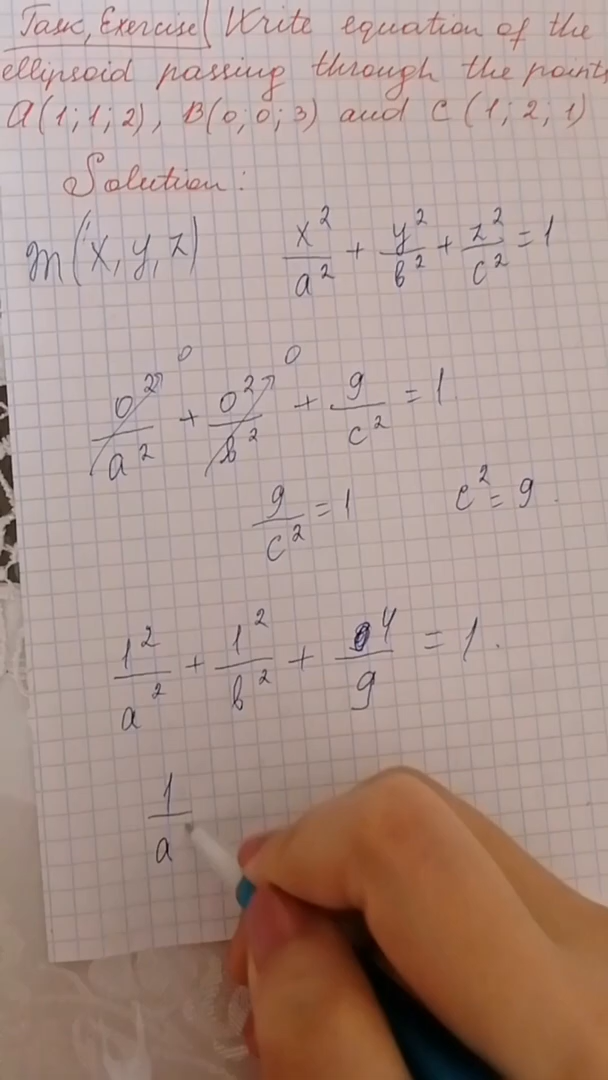 Task, Exercise Write equation of the
ellipsoid passing through the points
A(1;1;2), B(0;0;3) and C(1;2;1)
Solution:
m(x,y,z) x²/a² + y²/b² + z²/c² = 1
0²/a² 0 + 0²/b² 0 + 9/c² = 1
9/c² = 1 c² = 9.
1²/a² + 1²/b² + 4/9 = 1.
1/a